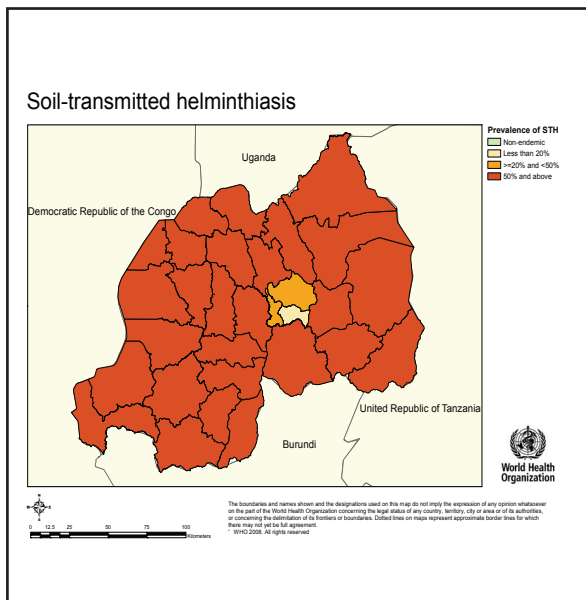 Soil-transmitted helminthiasis
Prevalence of STH
Non-endemic
Less than 20%
>=20% and <50%
50% and above
Uganda
Democratic Republic of the Congo
United Republic of Tanzania
Burundi
World Health
Organization
N
W E
S
0 12.5 25 50 75 100
Kilometers
The boundaries and names shown and the designations used on this map do not imply the expression of any opinion whatsoever
on the part of the World Health Organization concerning the legal status of any country, territory, city or area or of its authorities,
or concerning the delimitation of its frontiers or boundaries. Dotted lines on maps represent approximate border lines for which
there may not yet be full agreement.
WHO 2008. All rights reserved